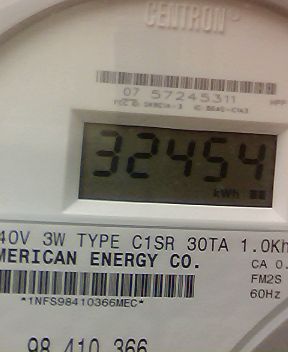 CENTRON®
07 57245311
32454
kWh
40V 3W TYPE C1SR 30TA 1.0Kh
MERICAN ENERGY CO.
CA 0.
FM2S
*1NFS98410366MEC*
60Hz
98 410 366